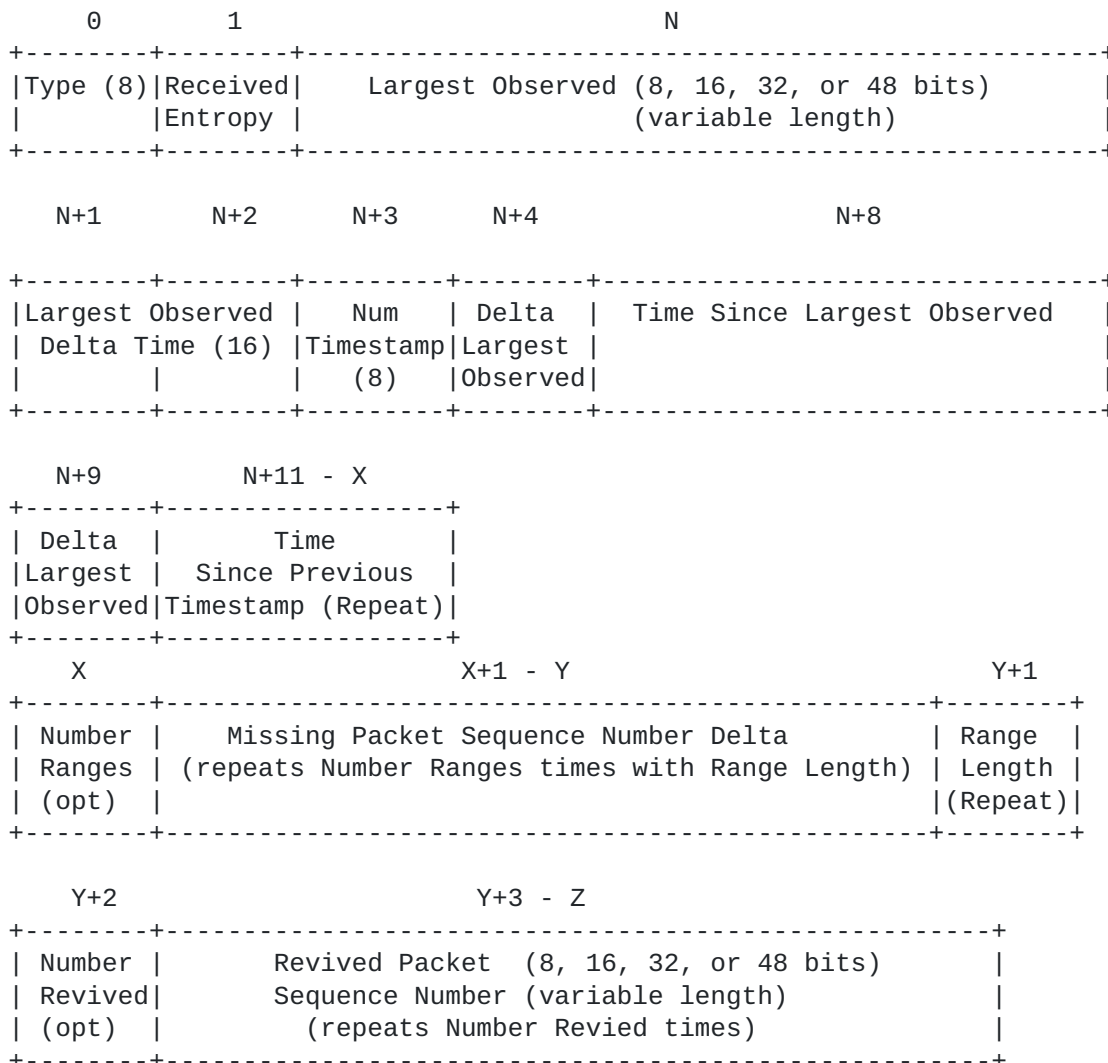 0 1 N
+--------+--------+--------------------------------------------------+
|Type (8)|Received| Largest Observed (8, 16, 32, or 48 bits) |
| |Entropy | (variable length) |
+--------+--------+--------------------------------------------------+
N+1 N+2 N+3 N+4 N+8
+--------+--------+---------+--------+-------------------------------+
|Largest Observed | Num | Delta | Time Since Largest Observed |
| Delta Time (16) |Timestamp|Largest | |
| | | (8) |Observed| |
+--------+--------+---------+--------+-------------------------------+
N+9 N+11 - X
+--------+------------------+
| Delta | Time |
|Largest | Since Previous |
|Observed|Timestamp (Repeat)|
+--------+------------------+
X X+1 - Y Y+1
+--------+-------------------------------------------------+--------+
| Number | Missing Packet Sequence Number Delta | Range |
| Ranges | (repeats Number Ranges times with Range Length) | Length |
| (opt) | |(Repeat)|
+--------+-------------------------------------------------+--------+
Y+2 Y+3 - Z
+--------+-----------------------------------------------------+
| Number | Revived Packet (8, 16, 32, or 48 bits) |
| Revived| Sequence Number (variable length) |
| (opt) | (repeats Number Revied times) |
+--------+-----------------------------------------------------+